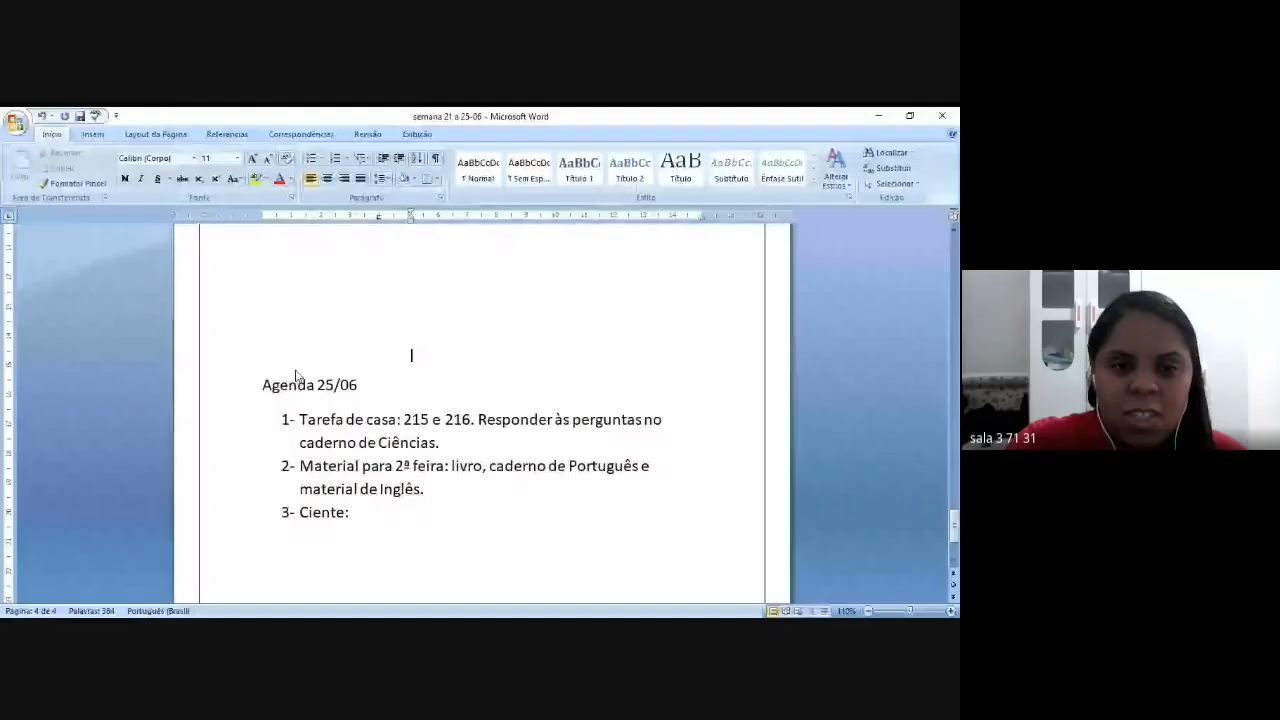 semana 21 a 25-06 - Microsoft Word
Início
Layout da Página
Referências
Correspondências
Revisão
Exibição
Calibri (Corpo)
11
Formatar Pincel
Fonte
Parágrafo
Estilo
Edição
AaBbCcDc
AaBbCcDc
AaBbC
AaBbCc
AaB
AaBbCc.
AaBbCcDc
¶ Normal
¶ Sem Esp...
Título 1
Título 2
Título
Subtítulo
Ênfase Sutil
Alterar
Estilos
Localizar
Selecionar
Agenda 25/06
1- Tarefa de casa: 215 e 216. Responder às perguntas no
caderno de Ciências.
2- Material para 2ª feira: livro, caderno de Português e
material de Inglês.
3- Ciente:
sala 3 71 31
Página: 4 de 4
Palavras: 384
Português (Brasil)
110%